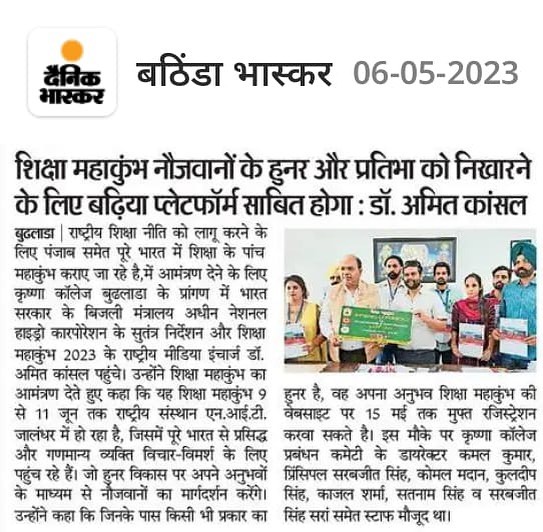 दैनिक
भास्कर
बठिंडा भास्कर 06-05-2023
शिक्षा महाकुंभ नौजवानों के हुनर और प्रतिभा को निखारने
के लिए बढ़िया प्लेटफॉर्म साबित होगा : डॉ. अमित कांसल
बुढलाडा | राष्ट्रीय शिक्षा नीति को लागू करने के
लिए पंजाब समेत पूरे भारत में शिक्षा के पांच
महाकुंभ कराए जा रहे है,में आमंत्रण देने के लिए
कृष्णा कॉलेज बुढलाडा के प्रांगण में भारत
सरकार के बिजली मंत्रालय अधीन नेशनल
हाइड्रो कारपोरेशन के सुतंत्र निर्देशन और शिक्षा
महाकुंभ 2023 के राष्ट्रीय मीडिया इंचार्ज डॉ.
अमित कांसल पहुंचे। उन्होंने शिक्षा महाकुंभ का
आमंत्रण देते हुए कहा कि यह शिक्षा महाकुंभ 9
से 11 जून तक राष्ट्रीय संस्थान एन.आई.टी.
जालंधर में हो रहा है, जिसमें पूरे भारत से प्रसिद्ध
और गणमान्य व्यक्ति विचार-विमर्श के लिए
पहुंच रहे हैं। जो हुनर विकास पर अपने अनुभवों
के माध्यम से नौजवानों का मार्गदर्शन करेंगे।
उन्होंने कहा कि जिनके पास किसी भी प्रकार का
हुनर है, वह अपना अनुभव शिक्षा महाकुंभ की
वेबसाइट पर 15 मई तक मुफ्त रजिस्ट्रेशन
करवा सकते है। इस मौके पर कृष्णा कॉलेज
प्रबंधन कमेटी के डायरेक्टर कमल कुमार,
प्रिंसिपल सरबजीत सिंह, कोमल मदान, कुलदीप
सिंह, काजल शर्मा, सतनाम सिंह व सरबजीत
सिंह सरां समेत स्टाफ मौजूद था।